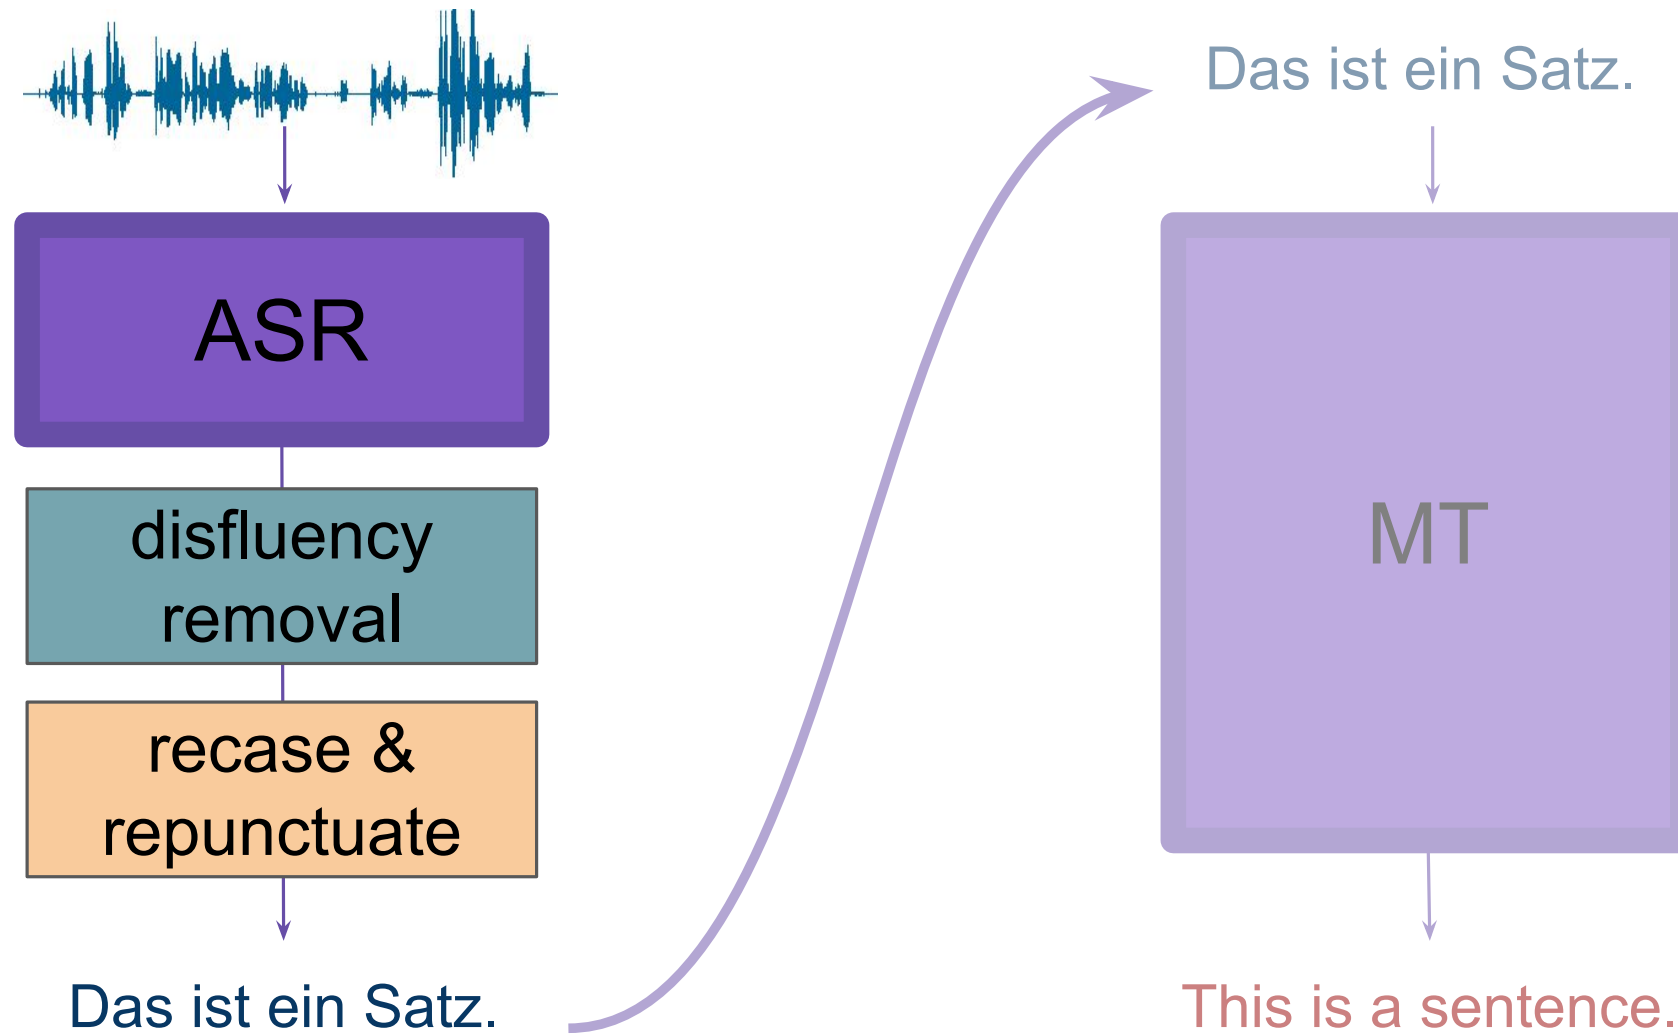 ASR
disfluency
removal
recase &
repunctuate
Das ist ein Satz.
Das ist ein Satz.
MT
This is a sentence.